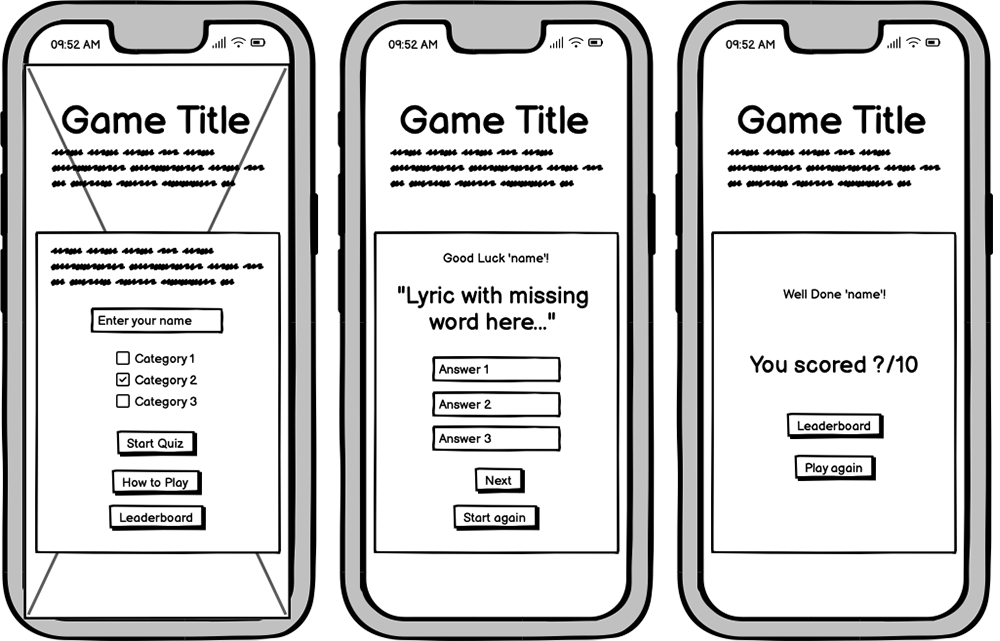 09:52 AM
Game Title
Enter your name
Category 1
Category 2
Category 3
Start Quiz
How to Play
Leaderboard
09:52 AM
Game Title
Good Luck 'name'!
"Lyric with missing
word here..."
Answer 1
Answer 2
Answer 3
Next
Start again
09:52 AM
Game Title
Well Done 'name'!
You scored ?/10
Leaderboard
Play again